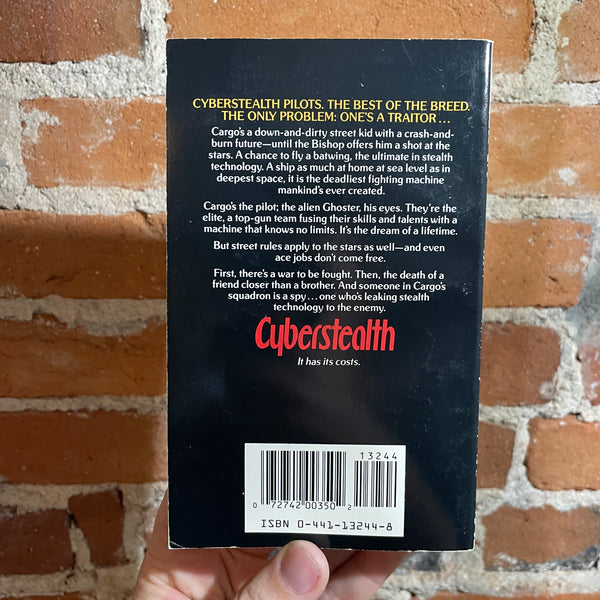 CYBERSTEALTH PILOTS. THE BEST OF THE BREED.
THE ONLY PROBLEM: ONE'S A TRAITOR...
Cargo's a down-and-dirty street kid with a crash-and-
burn future—until the Bishop offers him a shot at the
stars. A chance to fly a batwing, the ultimate in stealth
technology. A ship as much at home at sea level as in
deepest space, it is the deadliest fighting machine
mankind's ever created.
Cargo's the pilot; the alien Ghoster, his eyes. They're the
elite, a top-gun team fusing their skills and talents with a
machine that knows no limits. It's the dream of a lifetime.
But street rules apply to the stars as well—and even
ace jobs don't come free.
First, there's a war to be fought. Then, the death of a
friend closer than a brother. And someone in Cargo's
squadron is a spy...one who's leaking stealth
technology to the enemy.
Cyberstealth
It has its costs.
13244
0 72742 00350 2
ISBN 0-441-13244-8